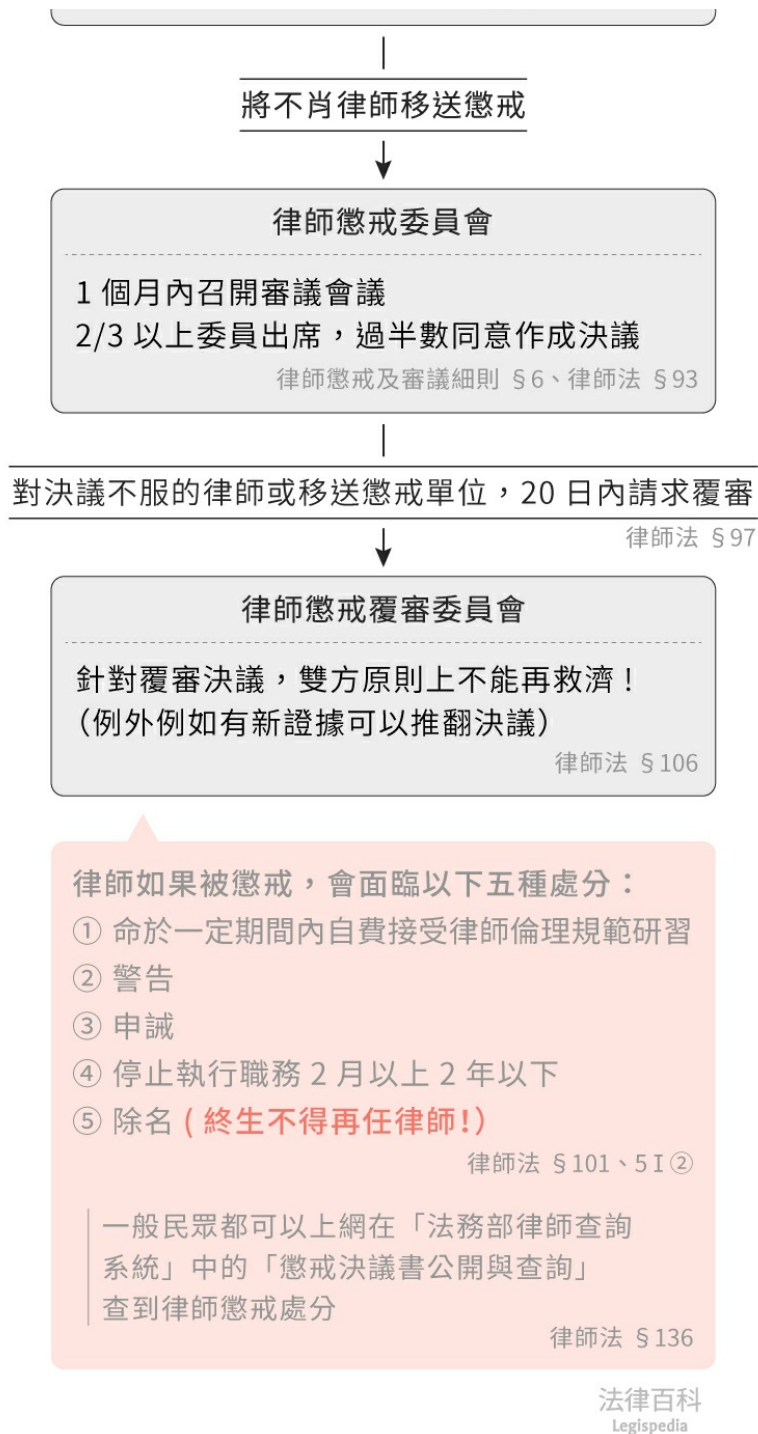 將不肖律師移送懲戒
律師懲戒委員會
1 個月內召開審議會議
2/3 以上委員出席，過半數同意作成決議
律師懲戒及審議細則 §6、律師法 §93
對決議不服的律師或移送懲戒單位，20 日內請求覆審
律師法 §97
律師懲戒覆審委員會
針對覆審決議，雙方原則上不能再救濟！
（例外例如有新證據可以推翻決議）
律師法 §106
律師如果被懲戒，會面臨以下五種處分：
① 命於一定期間內自費接受律師倫理規範研習
② 警告
③ 申誡
④ 停止執行職務 2 月以上 2 年以下
⑤ 除名 ( 終生不得再任律師！）
律師法 §101、5 I ②
一般民眾都可以上網在「法務部律師查詢
系統」中的「懲戒決議書公開與查詢」
查到律師懲戒處分
律師法 §136
法律百科
Legispedia